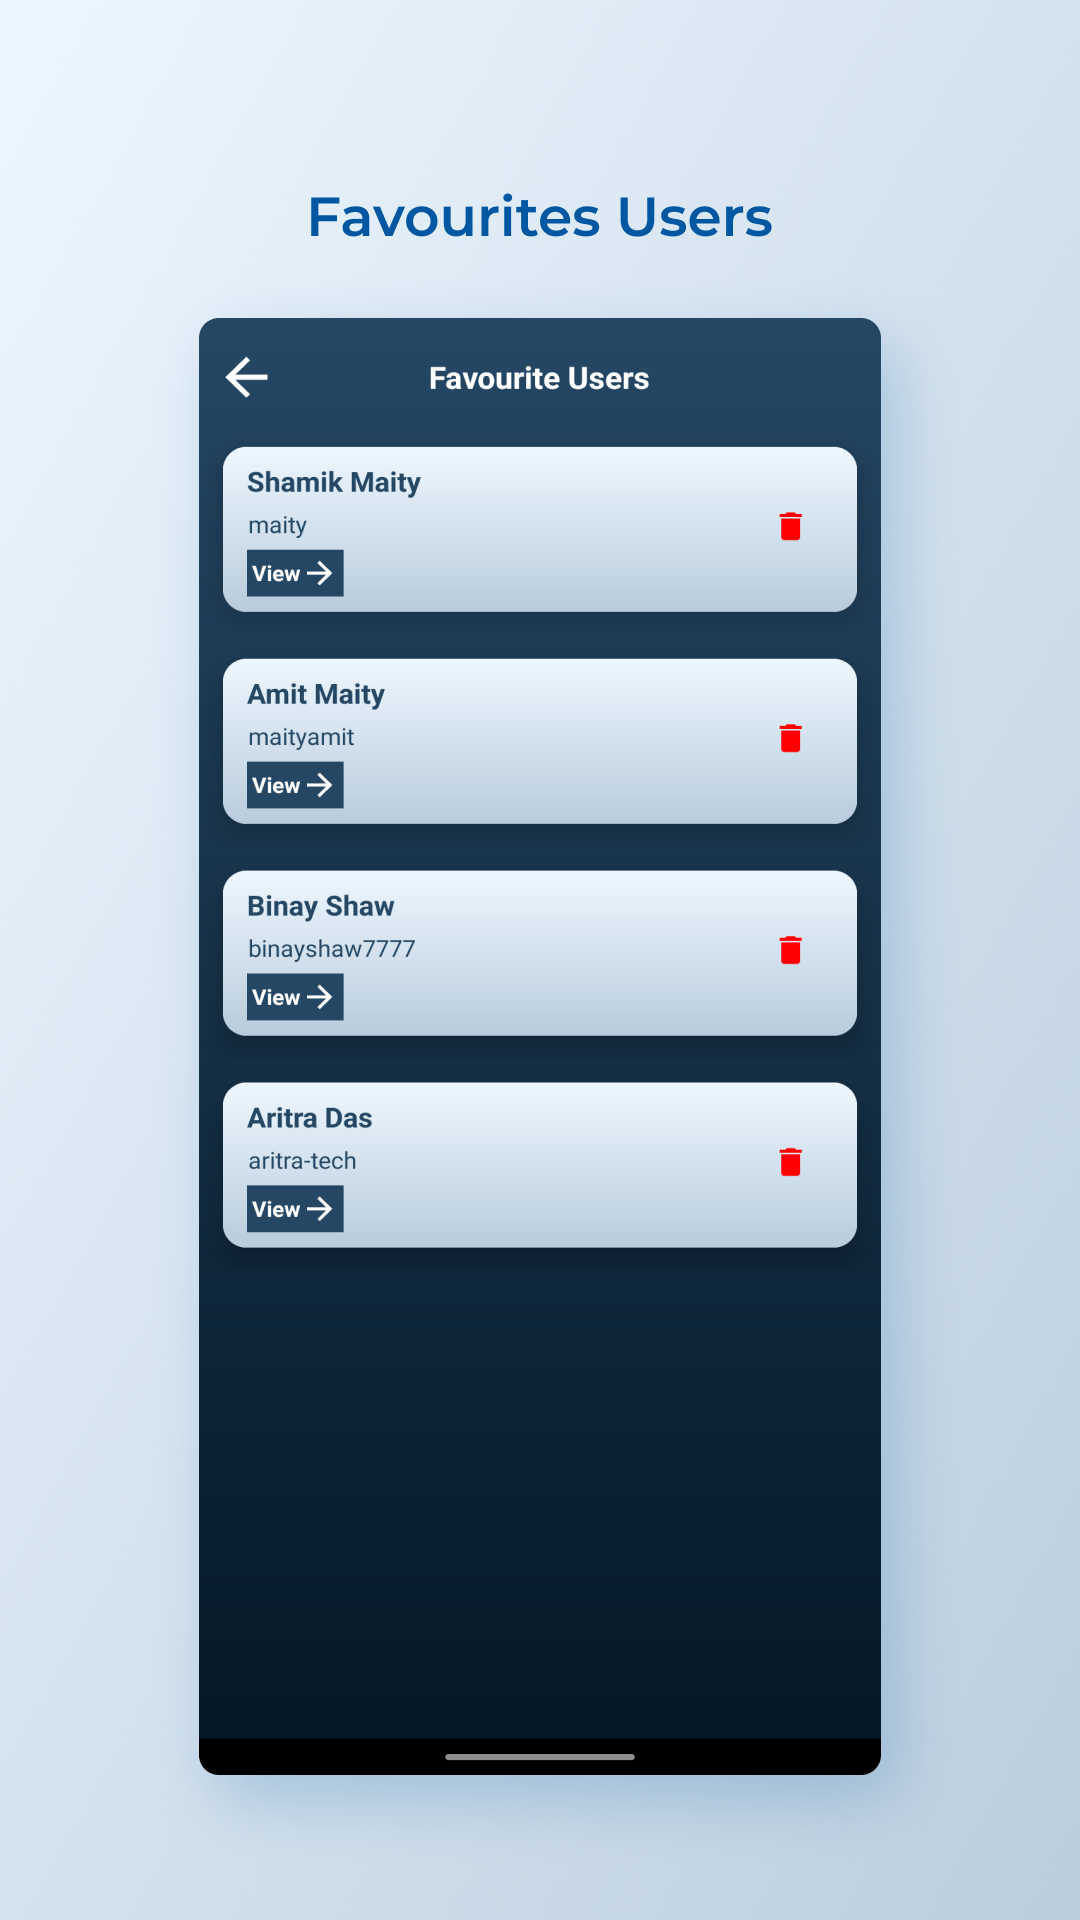 Favourites Users
Favourite Users
Shamik Maity
maity
View
Amit Maity
maityamit
View
Binay Shaw
binayshaw7777
View
Aritra Das
aritra-tech
View